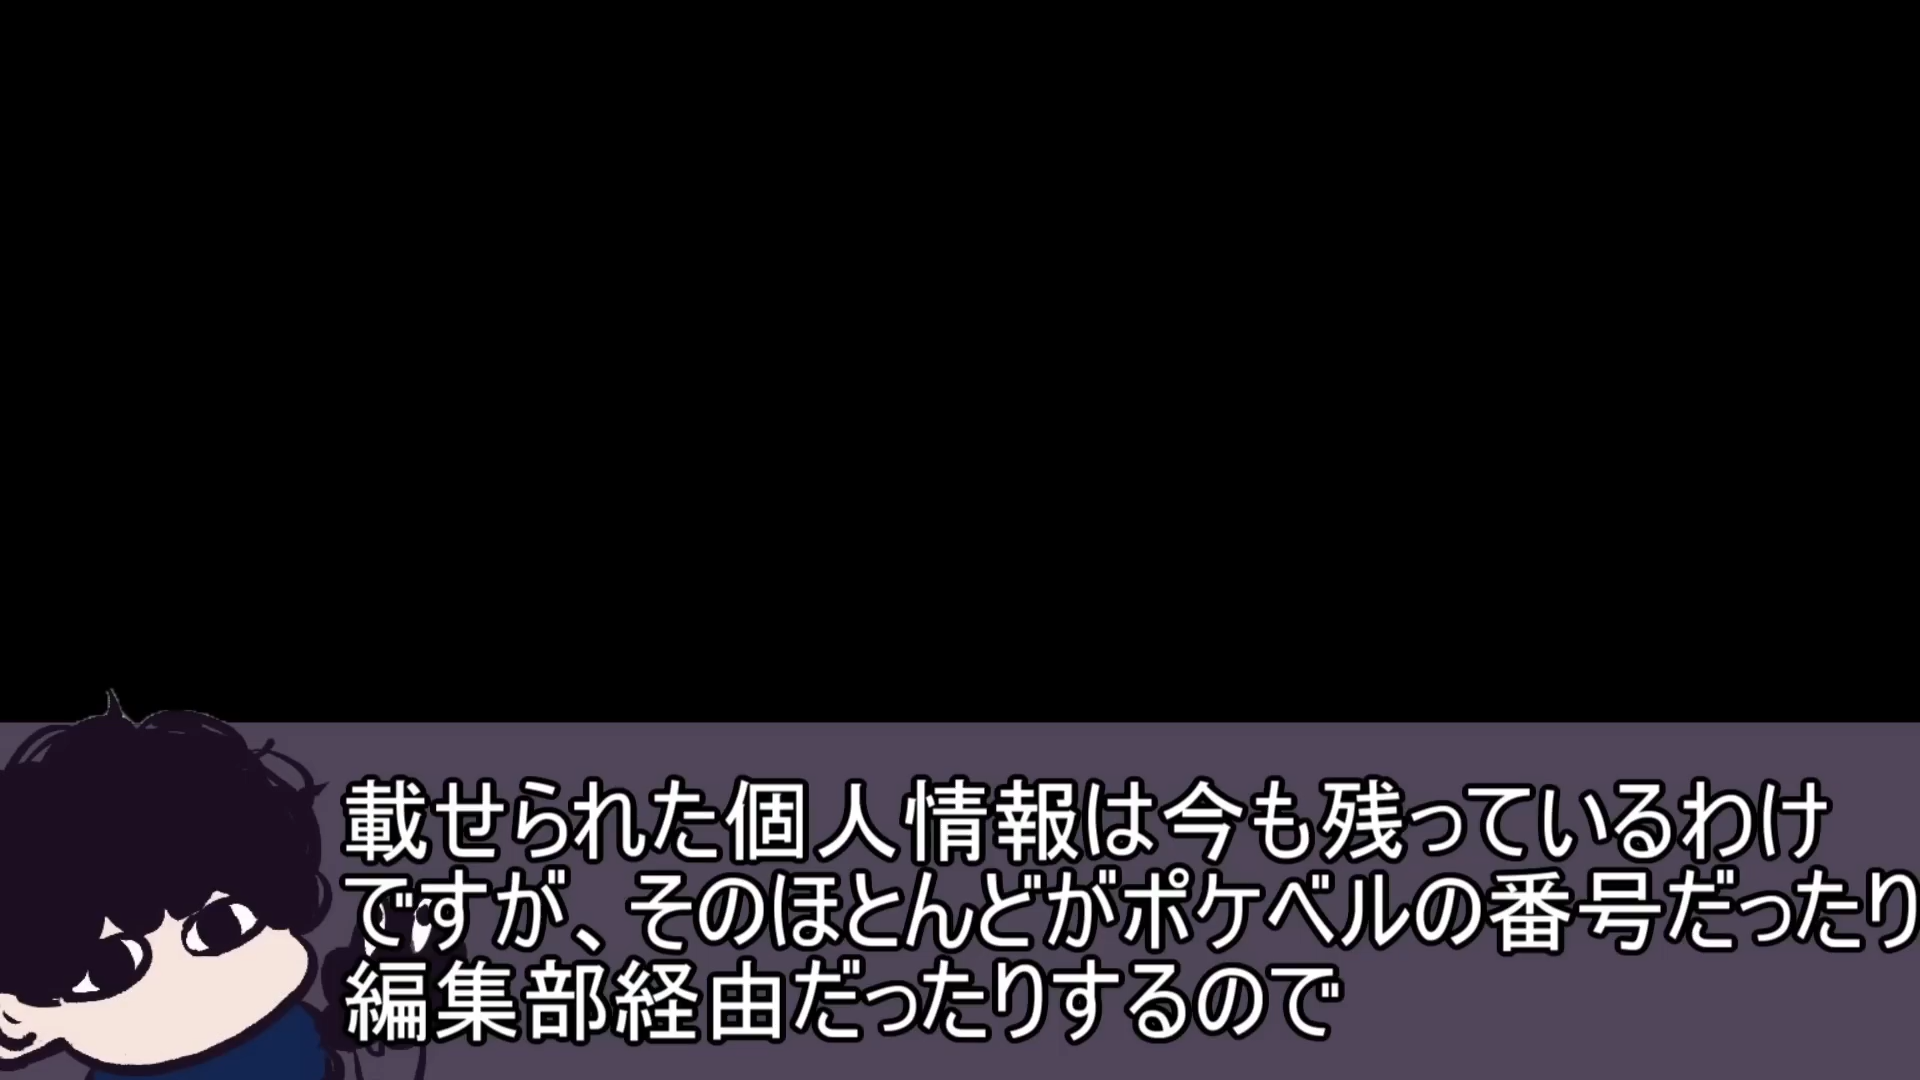 載せられた個人情報は今も残っているわけ
ですが、そのほとんどがポケベルの番号だったり
編集部経由だったりするので